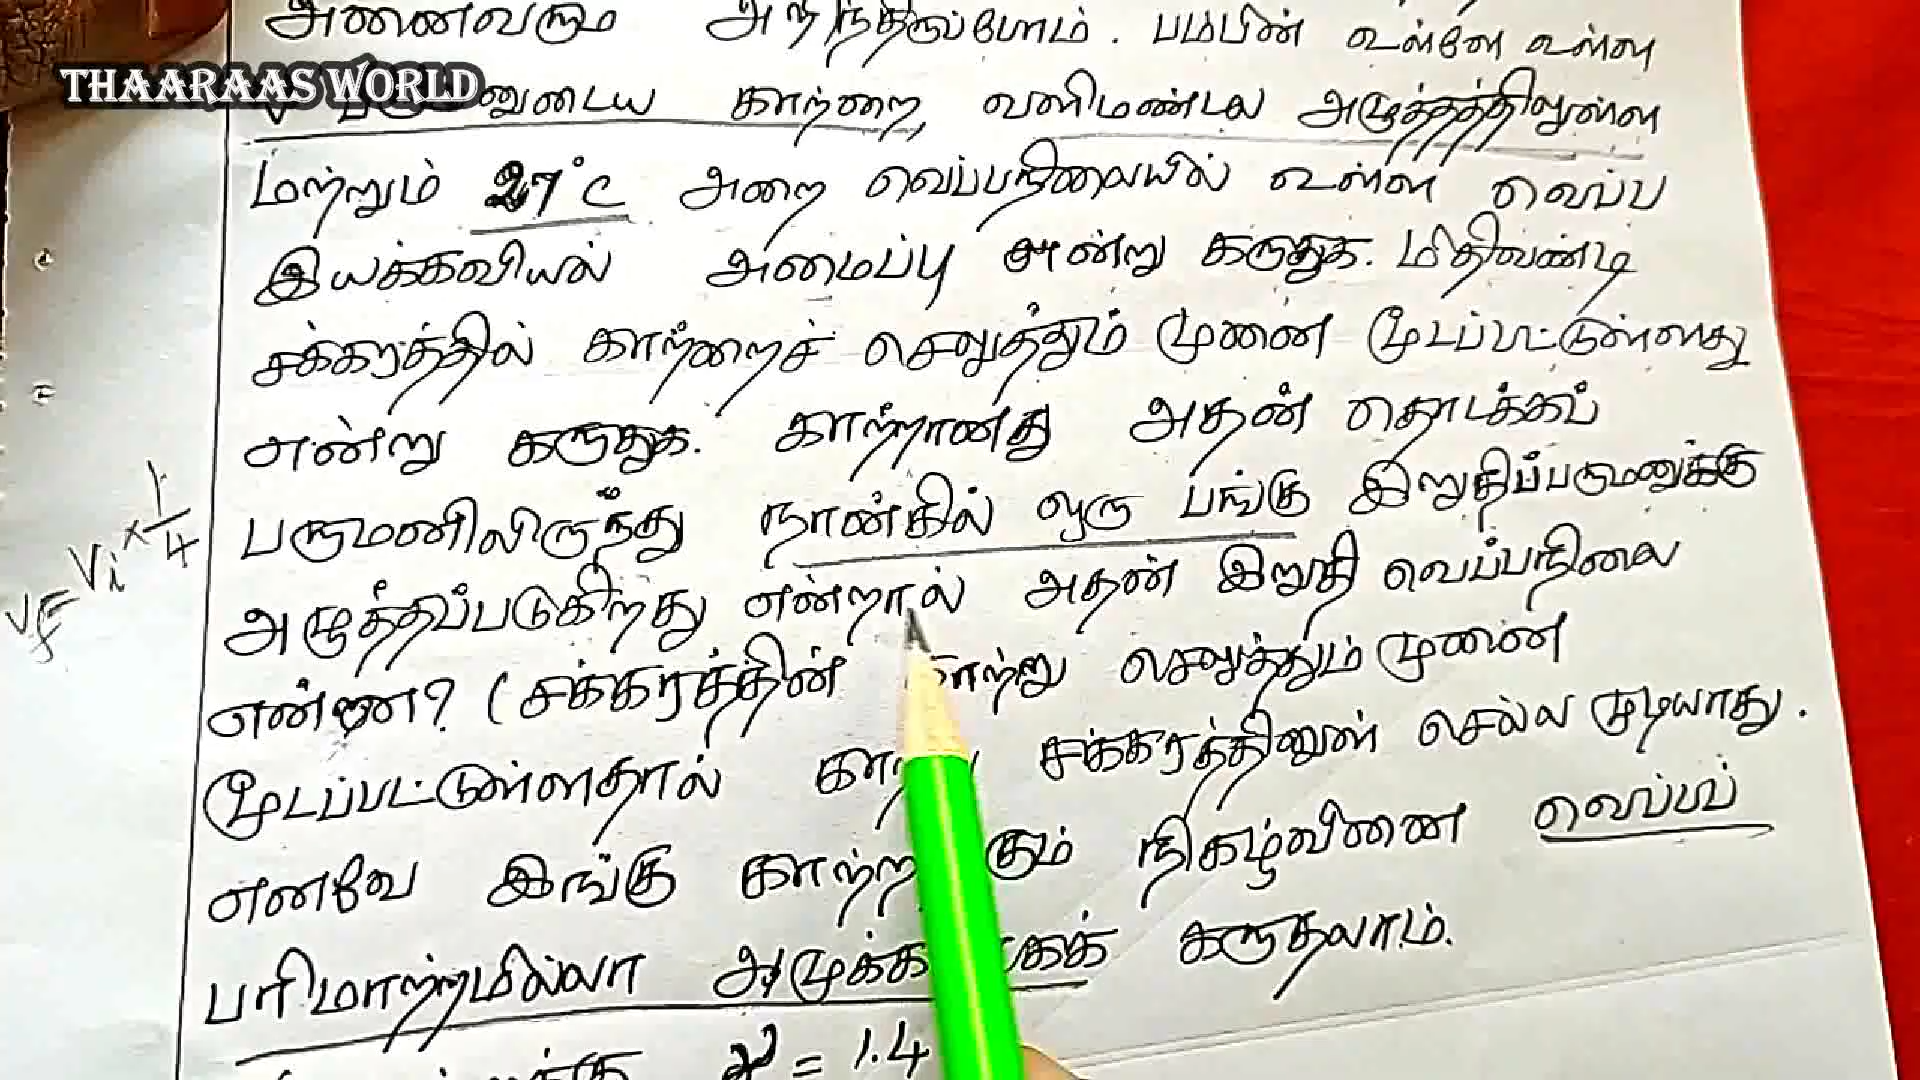 அனைவரும் அறிந்திருப்போம். பம்பின் உள்ளே உள்ள
THAARAAS WORLD
காற்றை, வளிமண்டல அழுத்தத்திலுள்ள
மற்றும் 27°C அறை வெப்பநிலையில் உள்ள வெப்ப
இயக்கவியல் அமைப்பு என்று கருதுக. மிதிவண்டி
சக்கரத்தில் காற்றைச் செலுத்தும் முனை மூடப்பட்டுள்ளது
என்று கருதுக. காற்றானது அதன் தொடக்கப்
பருமனிலிருந்து நான்கில் ஒரு பங்கு இறுதிப்பருமனுக்கு
அழுத்தப்படுகிறது என்றால் அதன் இறுதி வெப்பநிலை
என்ன? (சக்கரத்தின் காற்று செலுத்தும் முனை
மூடப்பட்டுள்ளதால் சக்கரத்தினுள் செல்ல முடியாது.
எனவே இங்கு நிகழ்வினை வெப்பப்
பரிமாற்றமில்லா கருதலாம்.
γ = 1.4
Vf = Vi × 1/4